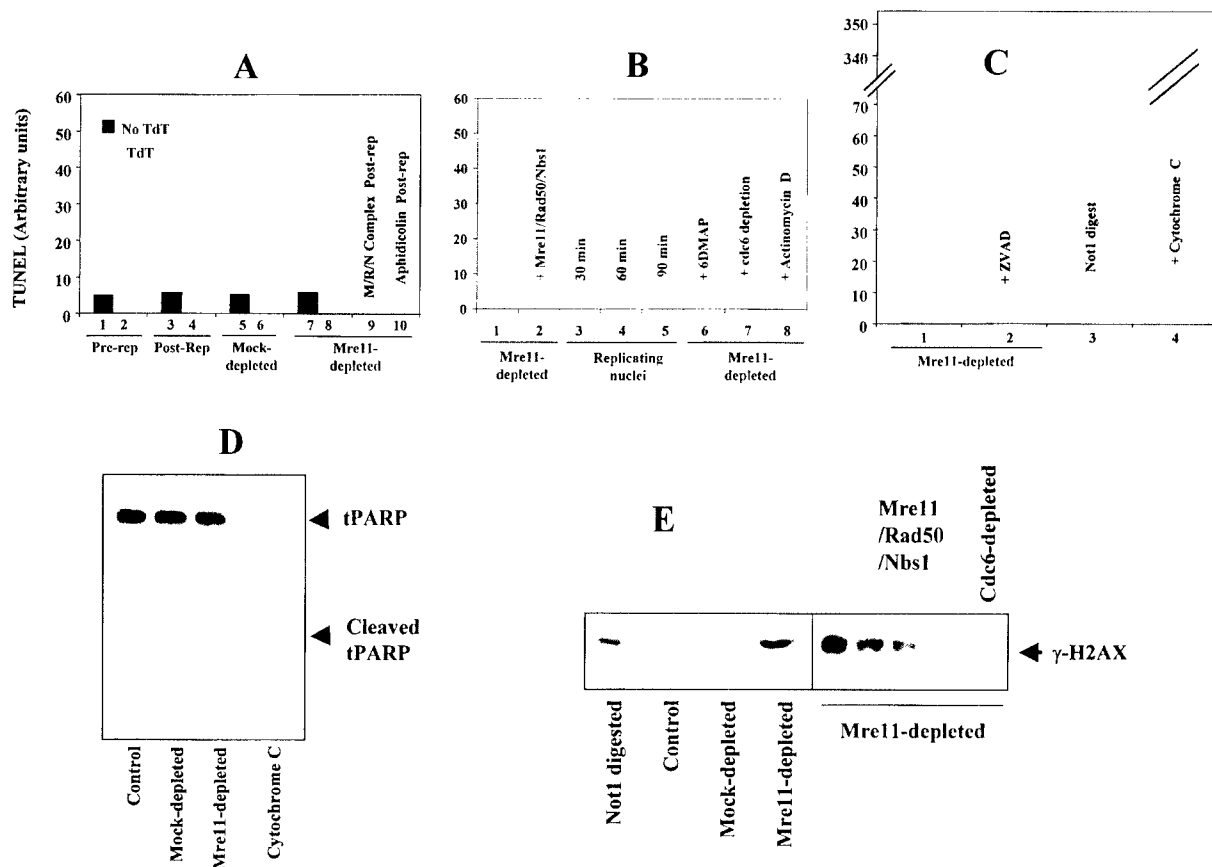 A
TUNEL (Arbitrary units)
60
50
40
30
20
10
0
No TdT
TdT
M/R/N Complex Post-rep
Aphidicolin Post-rep
1 2 3 4 5 6 7 8 9 10
Pre-rep
Post-Rep
Mock-
depleted
Mre11-
depleted
B
60
50
40
30
20
10
0
+ Mre11/Rad50/Nbs1
30 min
60 min
90 min
+ 6DMAP
+ cdc6 depletion
+ Actinomycin D
1 2 3 4 5 6 7 8
Mre11-
depleted
Replicating
nuclei
Mre11-
depleted
C
350
340
70
60
50
40
30
20
10
0
+ ZVAD
Not1 digest
+ Cytochrome C
1 2 3 4
Mre11-depleted
D
tPARP
Cleaved
tPARP
Control
Mock-depleted
Mre11-depleted
Cytochrome C
E
Mre11
/Rad50
/Nbs1
Cdc6-depleted
γ-H2AX
Not1 digested
Control
Mock-depleted
Mre11-depleted
Mre11-depleted